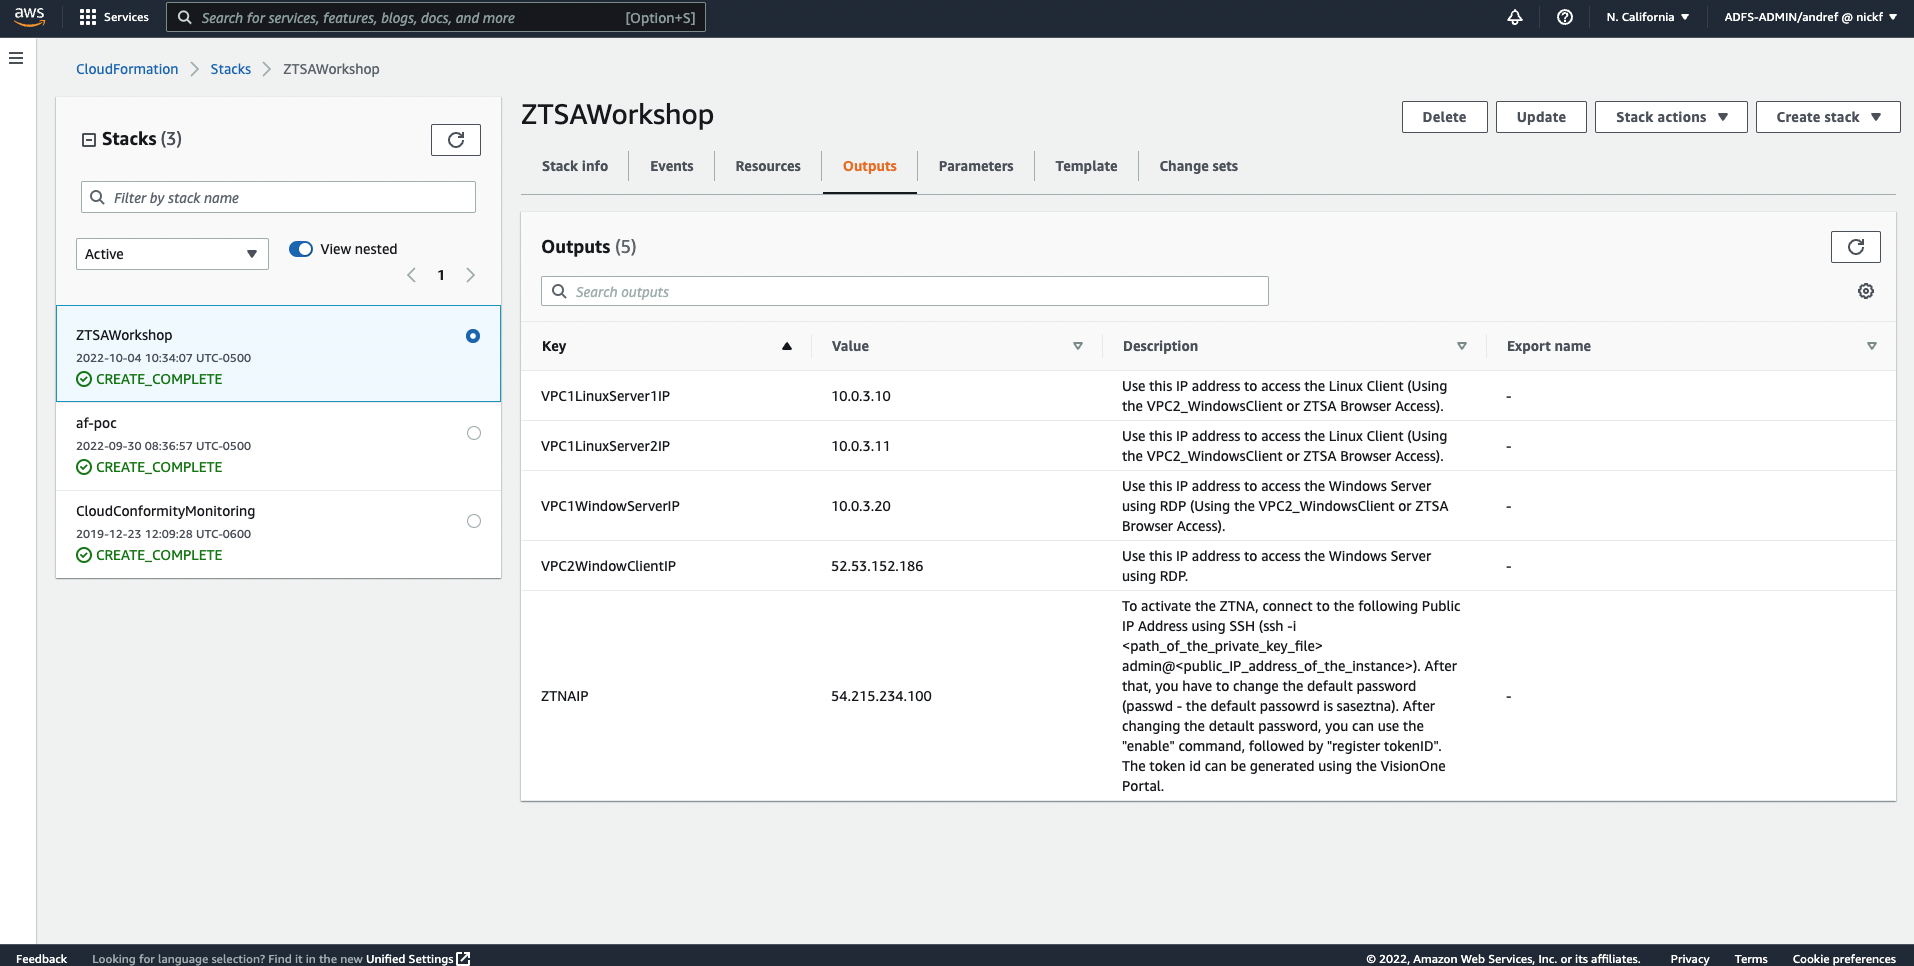 aws
Services
Search for services, features, blogs, docs, and more
[Option+S]
N. California
ADFS-ADMIN/andref @ nickf
CloudFormation
Stacks
ZTSAWorkshop
Stacks (3)
Filter by stack name
Active
View nested
1
ZTSAWorkshop
2022-10-04 10:34:07 UTC-0500
CREATE_COMPLETE
af-poc
2022-09-30 08:36:57 UTC-0500
CREATE_COMPLETE
CloudConformityMonitoring
2019-12-23 12:09:28 UTC-0600
CREATE_COMPLETE
ZTSAWorkshop
Delete
Update
Stack actions
Create stack
Stack info
Events
Resources
Outputs
Parameters
Template
Change sets
Outputs (5)
Search outputs
Key
Value
Description
Export name
VPC1LinuxServer1IP
10.0.3.10
Use this IP address to access the Linux Client (Using
the VPC2_WindowsClient or ZTSA Browser Access).
-
VPC1LinuxServer2IP
10.0.3.11
Use this IP address to access the Linux Client (Using
the VPC2_WindowsClient or ZTSA Browser Access).
-
VPC1WindowServerIP
10.0.3.20
Use this IP address to access the Windows Server
using RDP (Using the VPC2_WindowsClient or ZTSA
Browser Access).
-
VPC2WindowClientIP
52.53.152.186
Use this IP address to access the Windows Server
using RDP.
-
ZTNAIP
54.215.234.100
To activate the ZTNA, connect to the following Public
IP Address using SSH (ssh -i
<path_of_the_private_key_file>
admin@<public_IP_address_of_the_instance>). After
that, you have to change the default password
(passwd - the default passowrd is saseztna). After
changing the detault password, you can use the
"enable" command, followed by "register tokenID".
The token id can be generated using the VisionOne
Portal.
-
Feedback
Looking for language selection? Find it in the new Unified Settings
© 2022, Amazon Web Services, Inc. or its affiliates.
Privacy
Terms
Cookie preferences